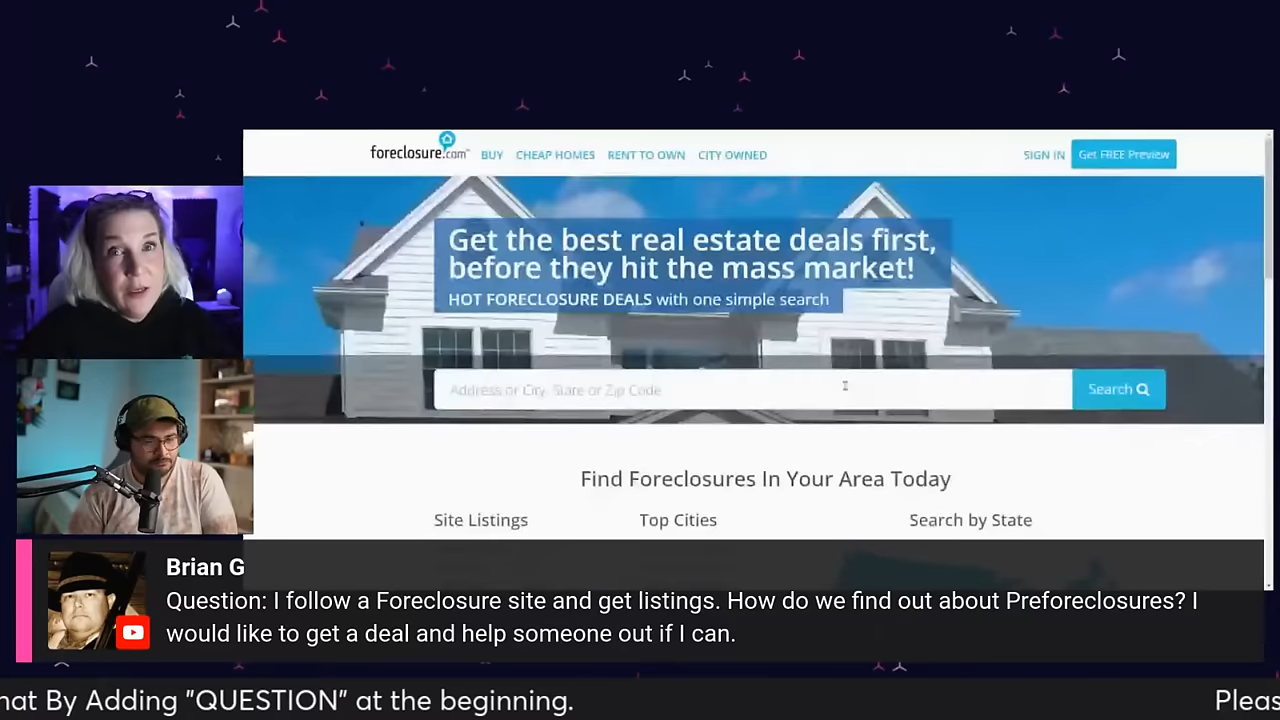 foreclosure.com
BUY CHEAP HOMES RENT TO OWN CITY OWNED SIGN IN Get FREE Preview
Get the best real estate deals first,
before they hit the mass market!
HOT FORECLOSURE DEALS with one simple search
Address or City, State or Zip Code Search
Find Foreclosures In Your Area Today
Site Listings Top Cities Search by State
Brian G
Question: I follow a Foreclosure site and get listings. How do we find out about Preforeclosures? I
would like to get a deal and help someone out if I can.
hat By Adding "QUESTION" at the beginning. Pleas